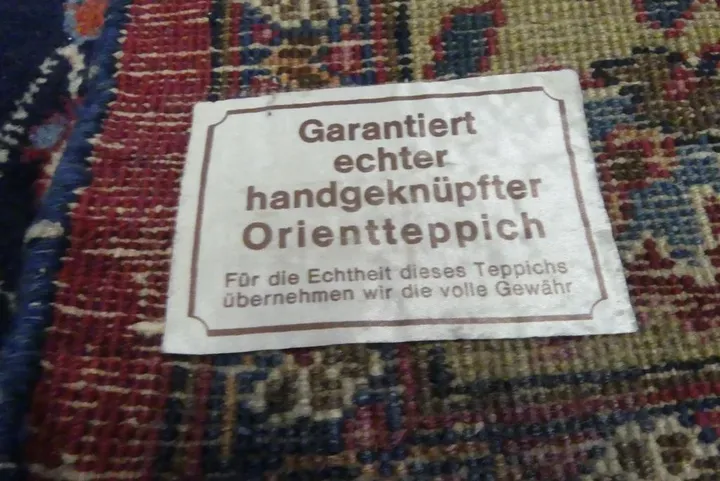 Garantiert
echter
handgeknüpfter
Orientteppich
Für die Echtheit dieses Teppichs
übernehmen wir die volle Gewähr